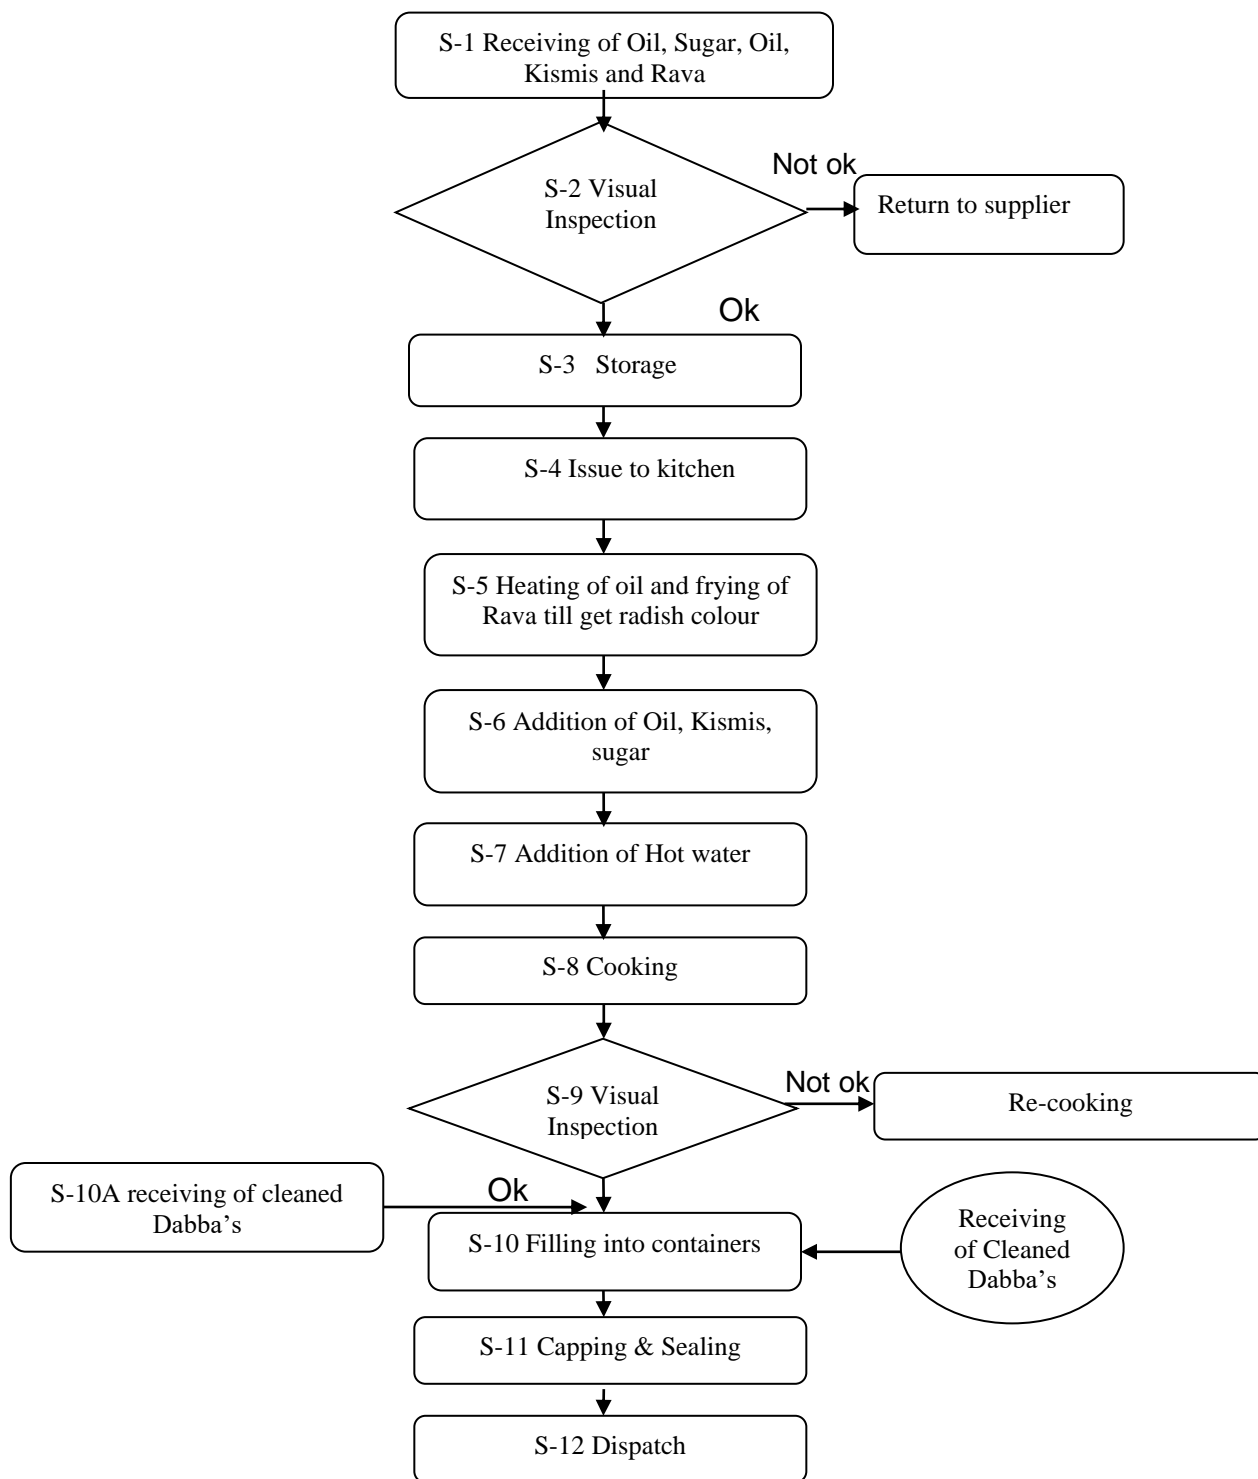 S-1 Receiving of Oil, Sugar, Oil,
Kismis and Rava
Not ok
S-2 Visual
Inspection
Return to supplier
Ok
S-3 Storage
S-4 Issue to kitchen
S-5 Heating of oil and frying of
Rava till get radish colour
S-6 Addition of Oil, Kismis,
sugar
S-7 Addition of Hot water
S-8 Cooking
S-9 Visual
Inspection
Not ok
Re-cooking
S-10A receiving of cleaned
Dabba’s
Ok
S-10 Filling into containers
Receiving
of Cleaned
Dabba’s
S-11 Capping & Sealing
S-12 Dispatch